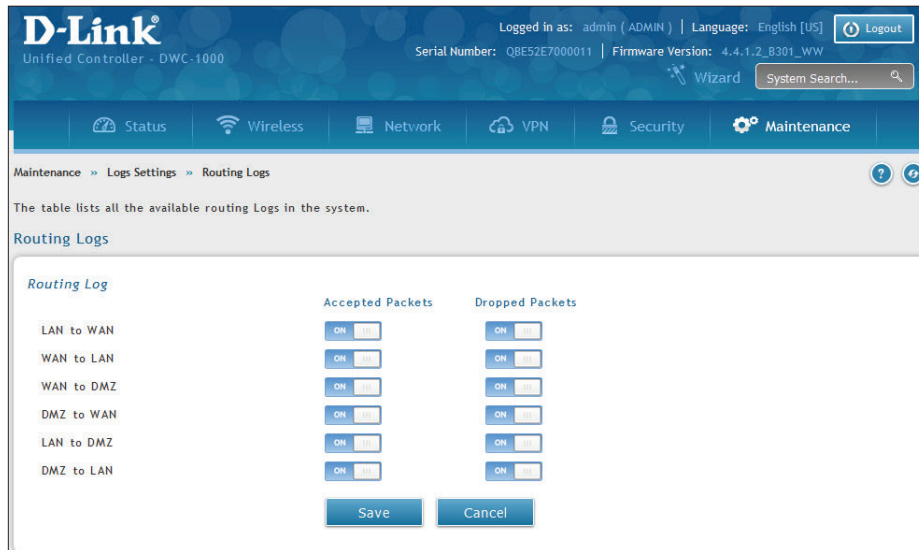 D-Link®
Unified Controller - DWC-1000
Logged in as: admin ( ADMIN ) | Language: English [US]
Logout
Serial Number: QBE52E7000011 | Firmware Version: 4.4.1.2_B301_WW
Wizard
System Search...
Status
Wireless
Network
VPN
Security
Maintenance
Maintenance » Logs Settings » Routing Logs
?
The table lists all the available routing Logs in the system.
Routing Logs
Routing Log
Accepted Packets Dropped Packets
LAN to WAN ON ON
WAN to LAN ON ON
WAN to DMZ ON ON
DMZ to WAN ON ON
LAN to DMZ ON ON
DMZ to LAN ON ON
Save Cancel